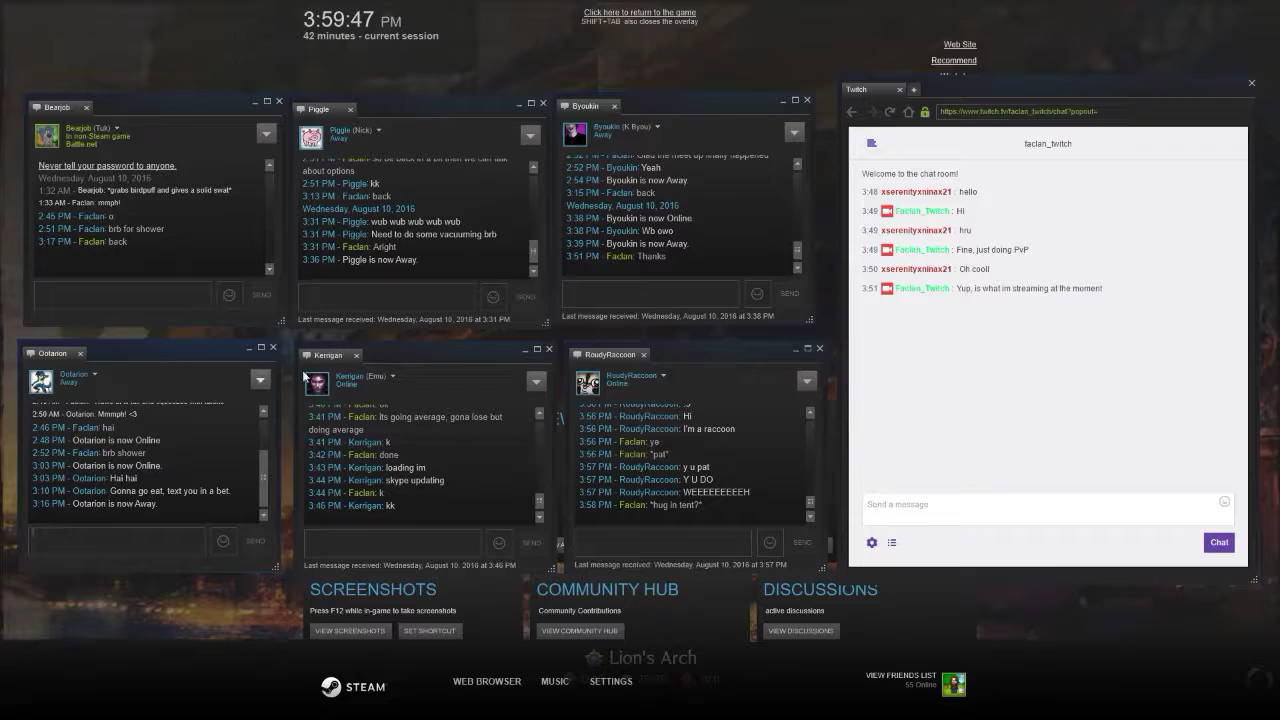 3:59:47 PM
42 minutes - current session
Click here to return to the game
SHIFT+TAB also closes the overlay
Web Site
Recommend
Bearjob
Bearjob (Tuk)
In non-Steam game
Battle.net
Never tell your password to anyone.
Wednesday, August 10, 2016
1:32 AM - Bearjob: *grabs birdpuff and gives a solid swat*
1:33 AM - Faclan: mmph!
2:45 PM - Faclan: o
2:51 PM - Faclan: brb for shower
3:17 PM - Faclan: back
SEND
Piggle
Piggle (Nick)
Away
about options
2:51 PM - Piggle: kk
3:13 PM - Faclan: back
Wednesday, August 10, 2016
3:31 PM - Piggle: wub wub wub wub wub
3:31 PM - Piggle: Need to do some vacuuming brb
3:31 PM - Faclan: Aright
3:36 PM - Piggle is now Away.
SEND
Last message received: Wednesday, August 10, 2016 at 3:31 PM
Byoukin
Byoukin (K Byou)
Away
2:52 PM - Faclan: Glad the meet up finally happened
2:54 PM - Byoukin: Yeah
2:54 PM - Byoukin is now Away.
3:15 PM - Faclan: back
Wednesday, August 10, 2016
3:38 PM - Byoukin is now Online.
3:38 PM - Byoukin: Wb owo
3:39 PM - Byoukin is now Away.
3:51 PM - Faclan: Thanks
SEND
Last message received: Wednesday, August 10, 2016 at 3:38 PM
Twitch
https://www.twitch.tv/faclan_twitch/chat?popout=
faclan_twitch
Welcome to the chat room!
3:48 xserenityxninax21 : hello
3:49 Faclan_Twitch : Hi
3:49 xserenityxninax21 : hru
3:49 Faclan_Twitch : Fine, just doing PvP
3:50 xserenityxninax21 : Oh cooll
3:51 Faclan_Twitch : Yup, is what im streaming at the moment
Send a message
Chat
Ootarion
Ootarion
Away
2:50 AM - Ootarion: Mmmph! <3
2:46 PM - Faclan: hai
2:48 PM - Ootarion is now Online
2:52 PM - Faclan: brb shower
3:03 PM - Ootarion is now Online.
3:03 PM - Ootarion: Hai hai
3:10 PM - Ootarion: Gonna go eat, text you in a bet.
3:16 PM - Ootarion is now Away.
SEND
Kerrigan
Kerrigan (Emu)
Online
3:41 PM - Faclan: its going average, gona lose but
doing average
3:41 PM - Kerrigan: k
3:42 PM - Faclan: done
3:43 PM - Kerrigan: loading im
3:44 PM - Kerrigan: skype updating
3:44 PM - Faclan: k
3:46 PM - Kerrigan: kk
SEND
Last message received: Wednesday, August 10, 2016 at 3:46 PM
RoudyRaccoon
RoudyRaccoon
Online
3:56 PM - RoudyRaccoon: Hi
3:56 PM - RoudyRaccoon: I'm a raccoon
3:56 PM - Faclan: ye
3:56 PM - Faclan: *pat*
3:57 PM - RoudyRaccoon: y u pat
3:57 PM - RoudyRaccoon: Y U DO
3:57 PM - RoudyRaccoon: WEEEEEEEEEH
3:58 PM - Faclan: *hug in tent?*
SEND
Last message received: Wednesday, August 10, 2016 at 3:57 PM
SCREENSHOTS
Press F12 while in-game to take screenshots
VIEW SCREENSHOTS
SET SHORTCUT
COMMUNITY HUB
Community Contributions
VIEW COMMUNITY HUB
DISCUSSIONS
active discussions
VIEW DISCUSSIONS
Lion's Arch
STEAM
WEB BROWSER
MUSIC
SETTINGS
VIEW FRIENDS LIST
55 Online